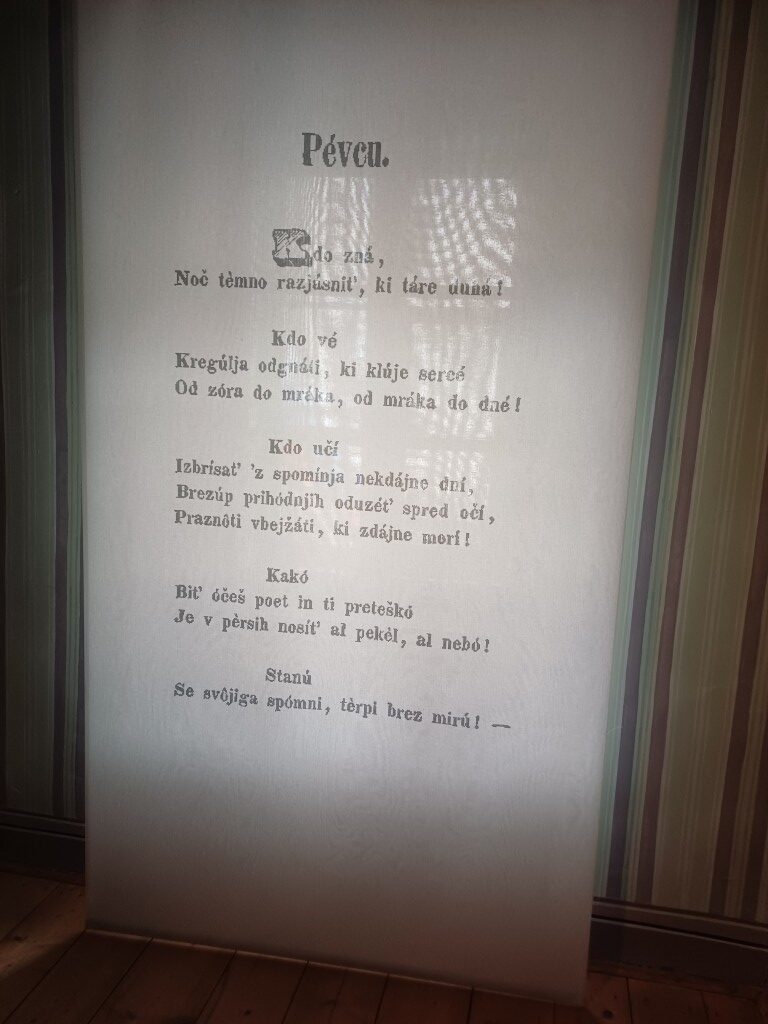 Pévcu.
Kdo zná,
Noč tèmno razjúsnit', ki táre duhá!
Kdo vé
Kregúlja odgnáti, ki kljúje sercé
Od zóra do mráka, od mráka do dné!
Kdo učí
Izbrísat' 'z spomínja nekdájne dní,
Brezúp prihódnjih oduzét' spred očí,
Praznôti vbejžáti, ki zdájne morí!
Kakó
Bit' óčeš poet in ti preteškó
Je v pèrsih nosít' al pekèl, al nebó!
Stanú
Se svôjiga spómni, tèrpi brez mirú! —